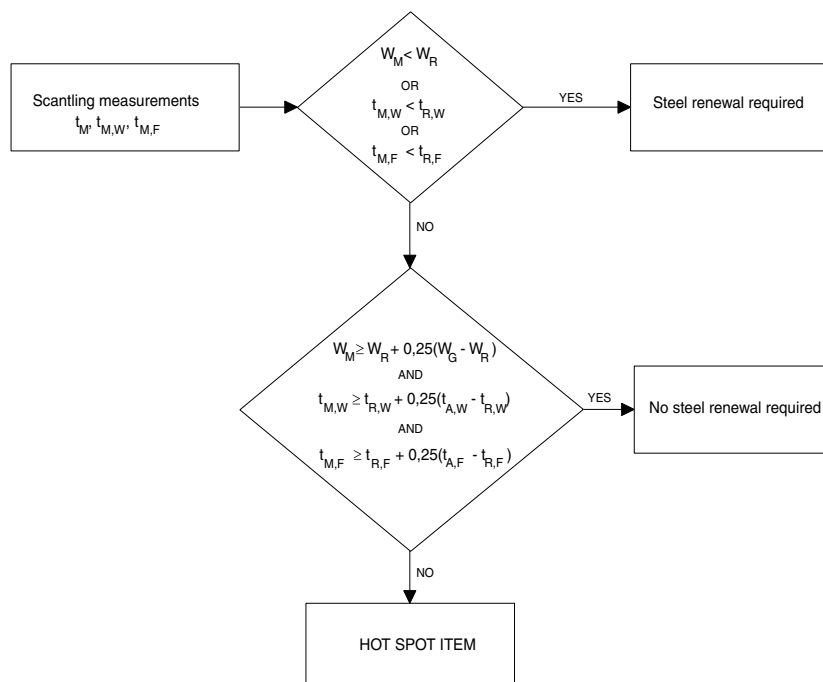 Scantling measurements
t_M, t_M,W, t_M,F
W_M < W_R
OR
t_M,W < t_R,W
OR
t_M,F < t_R,F
YES
Steel renewal required
NO
W_M ≥ W_R + 0,25(W_G - W_R)
AND
t_M,W ≥ t_R,W + 0,25(t_A,W - t_R,W)
AND
t_M,F ≥ t_R,F + 0,25(t_A,F - t_R,F)
YES
No steel renewal required
NO
HOT SPOT ITEM